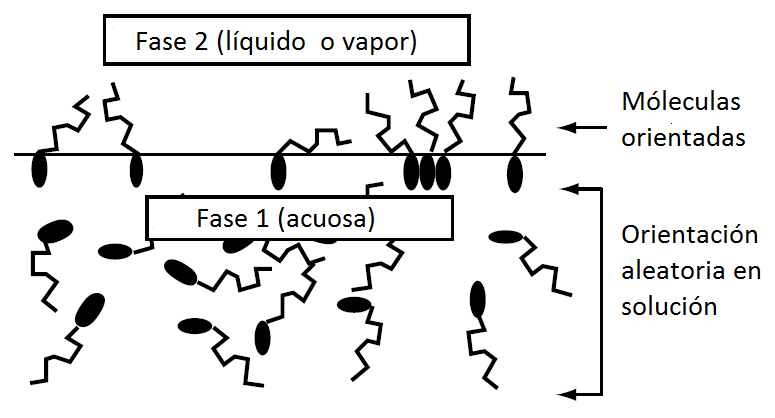 Fase 2 (líquido  o vapor)
Móleculas
orientadas
Fase 1 (acuosa)
Orientación
aleatoria en
solución